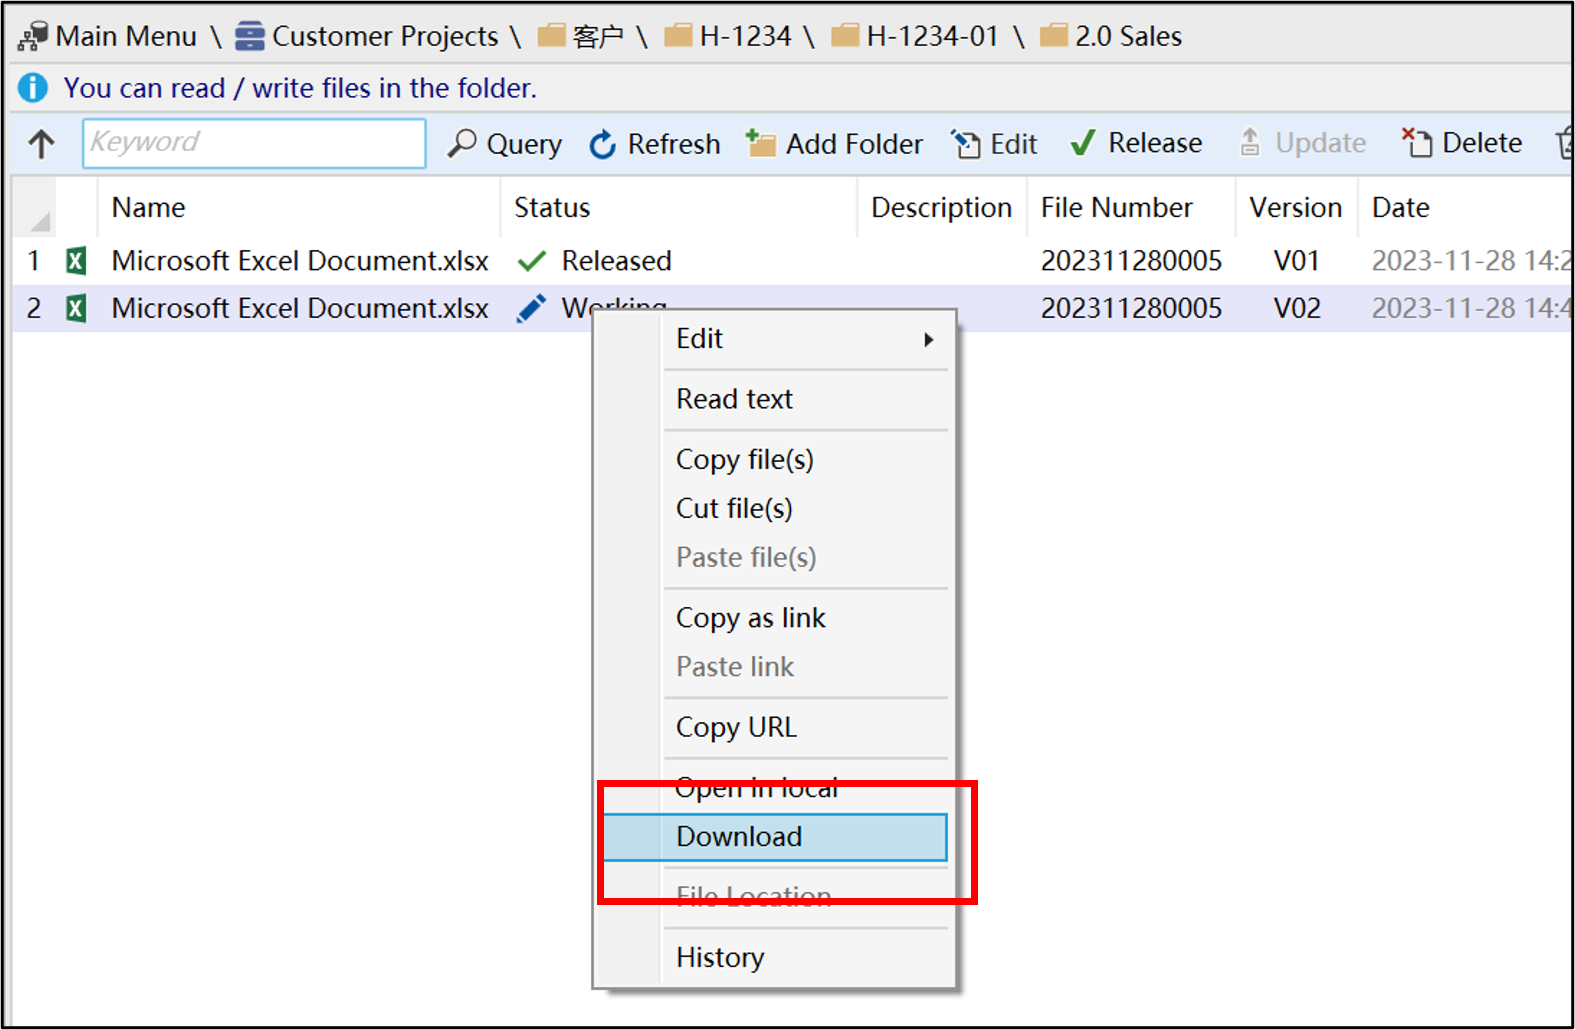 Main Menu \ Customer Projects \ 客户 \ H-1234 \ H-1234-01 \ 2.0 Sales
You can read / write files in the folder.
Keyword Query Refresh Add Folder Edit Release Update Delete
Name Status Description File Number Version Date
1 Microsoft Excel Document.xlsx Released 202311280005 V01 2023-11-28 14:2
2 Microsoft Excel Document.xlsx Working 202311280005 V02 2023-11-28 14:4
Edit
Read text
Copy file(s)
Cut file(s)
Paste file(s)
Copy as link
Paste link
Copy URL
Open in local
Download
File Location
History